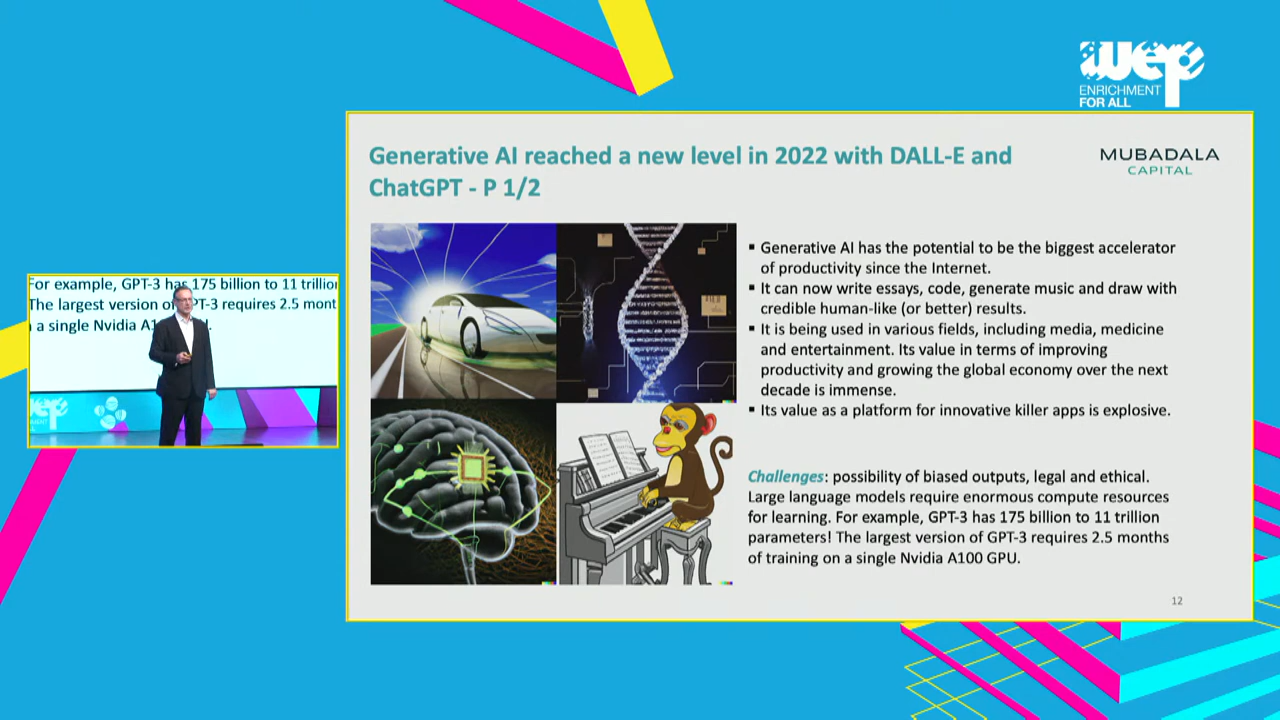 wep
ENRICHMENT
FOR ALL
Generative AI reached a new level in 2022 with DALL-E and
ChatGPT - P 1/2
MUBADALA
CAPITAL
▪ Generative AI has the potential to be the biggest accelerator
of productivity since the Internet.
▪ It can now write essays, code, generate music and draw with
credible human-like (or better) results.
▪ It is being used in various fields, including media, medicine
and entertainment. Its value in terms of improving
productivity and growing the global economy over the next
decade is immense.
▪ Its value as a platform for innovative killer apps is explosive.
Challenges: possibility of biased outputs, legal and ethical.
Large language models require enormous compute resources
for learning. For example, GPT-3 has 175 billion to 11 trillion
parameters! The largest version of GPT-3 requires 2.5 months
of training on a single Nvidia A100 GPU.
12
For example, GPT-3 has 175 billion to 11 trillion
The largest version of PT-3 requires 2.5 mont
a single Nvidia A1